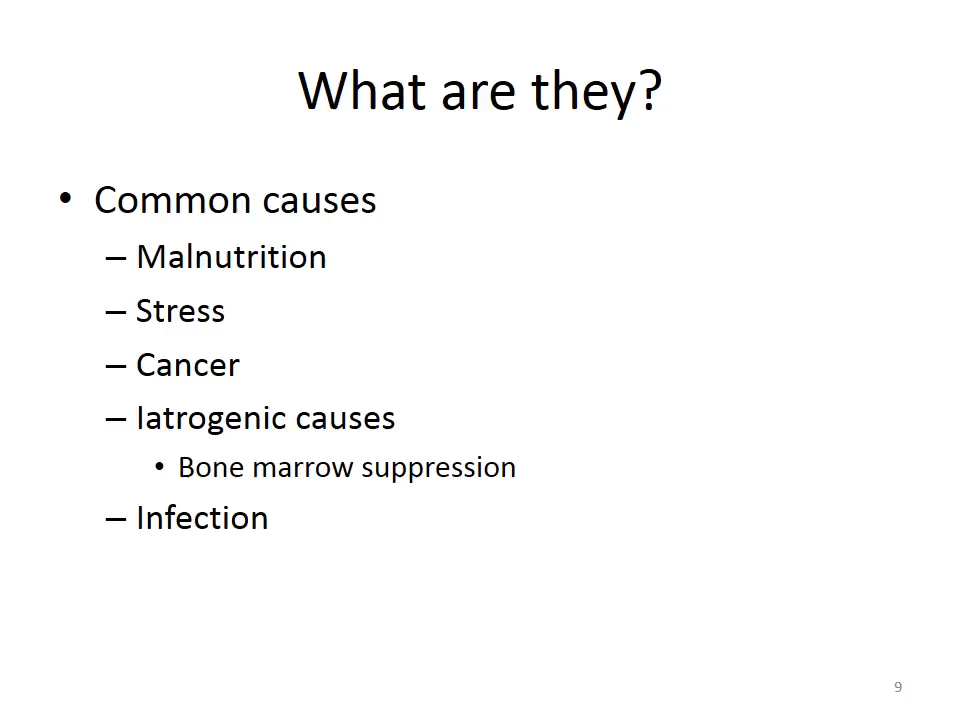 What are they?
• Common causes
– Malnutrition
– Stress
– Cancer
– Iatrogenic causes
• Bone marrow suppression
– Infection
9